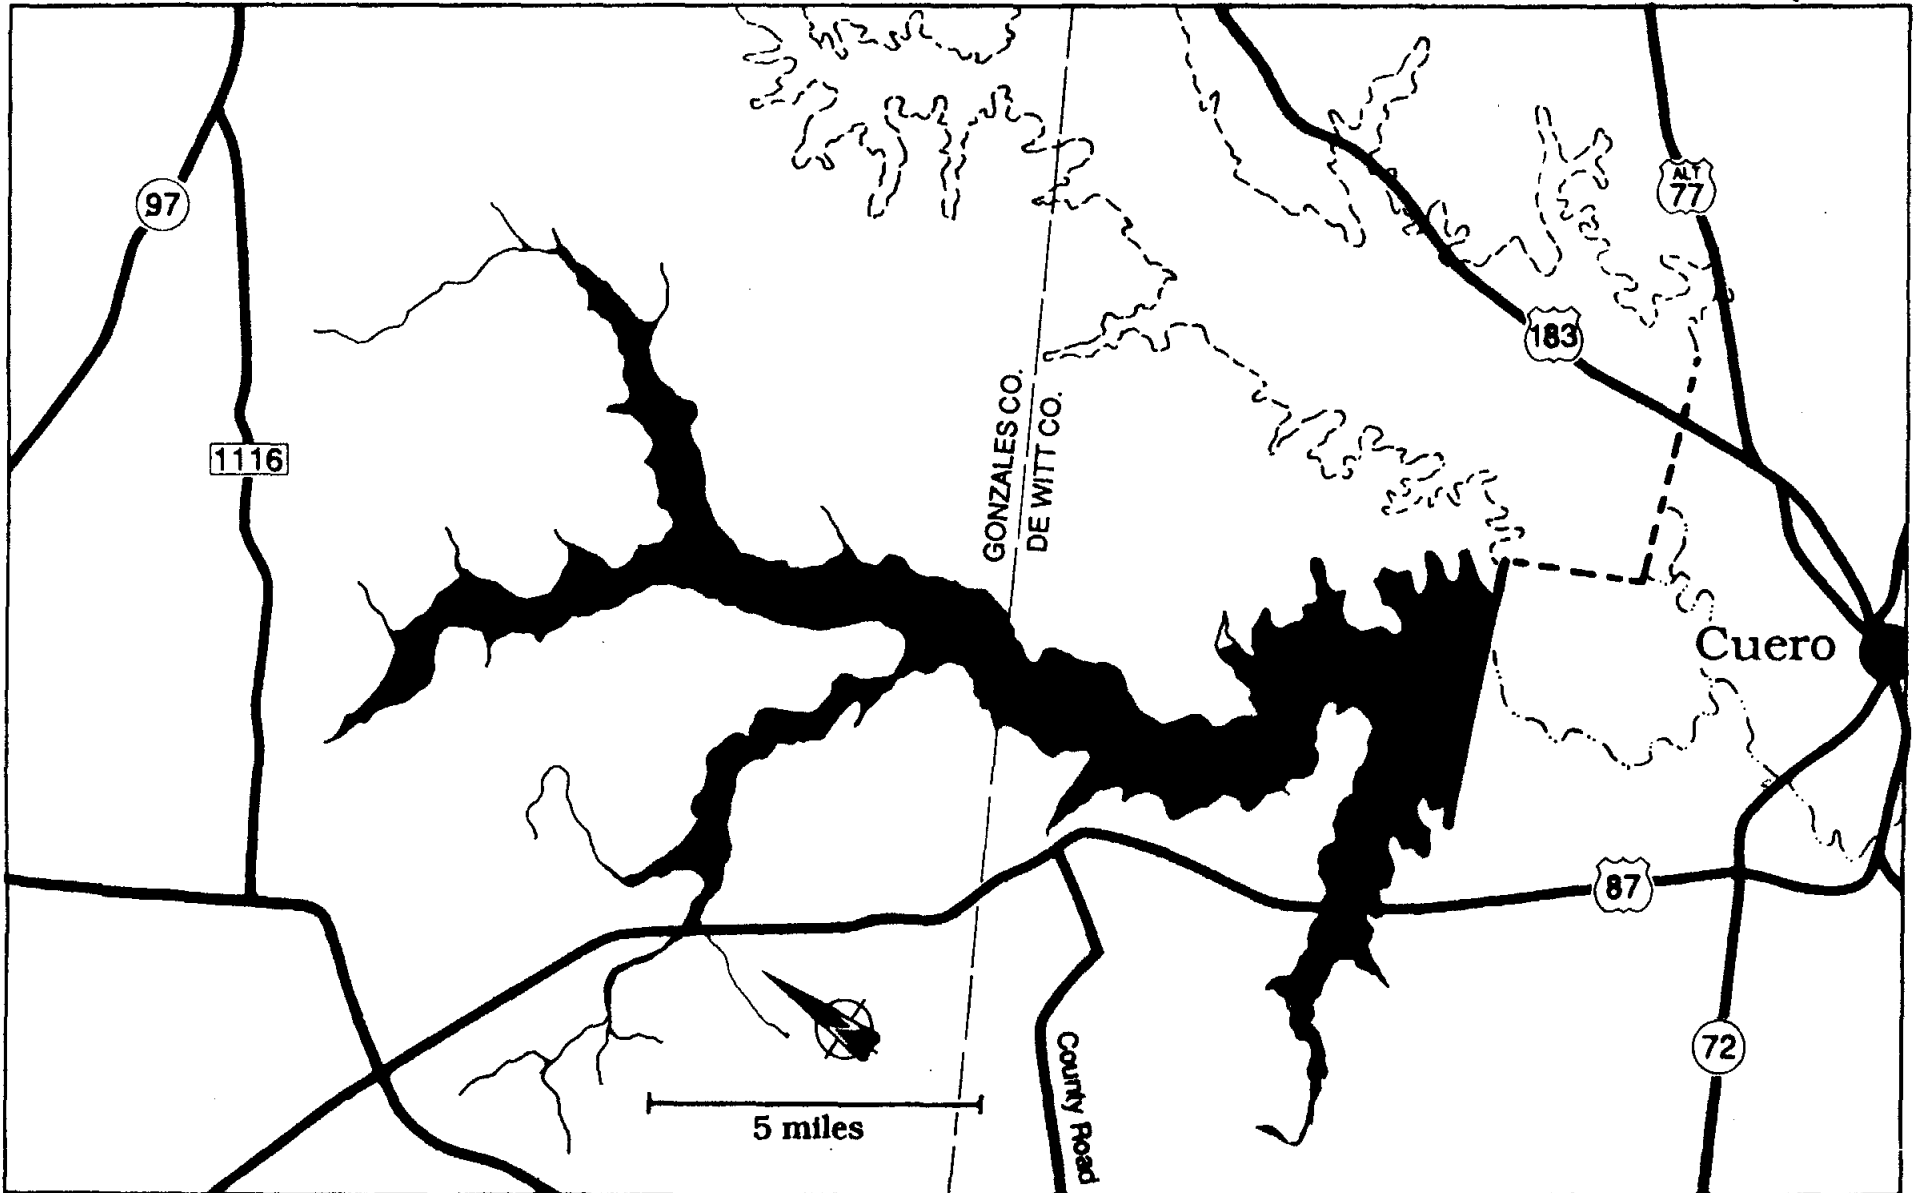 97
ALT
77
183
1116
GONZALES CO.
DE WITT CO.
Cuero
87
72
County Road
5 miles